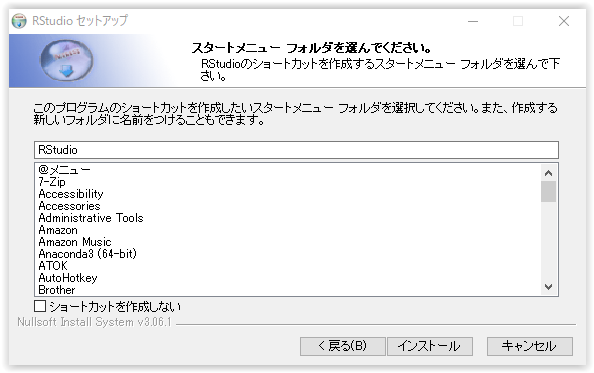 RStudio セットアップ
スタートメニュー フォルダを選んでください。
RStudioのショートカットを作成するスタートメニュー フォルダを選んで下
さい。
このプログラムのショートカットを作成したいスタートメニュー フォルダを選択してください。また、作成する
新しいフォルダに名前をつけることもできます。
RStudio
@メニュー
7-Zip
Accessibility
Accessories
Administrative Tools
Amazon
Amazon Music
Anaconda3 (64-bit)
ATOK
AutoHotkey
Brother
ショートカットを作成しない
Nullsoft Install System v3.06.1
< 戻る(B)
インストール
キャンセル